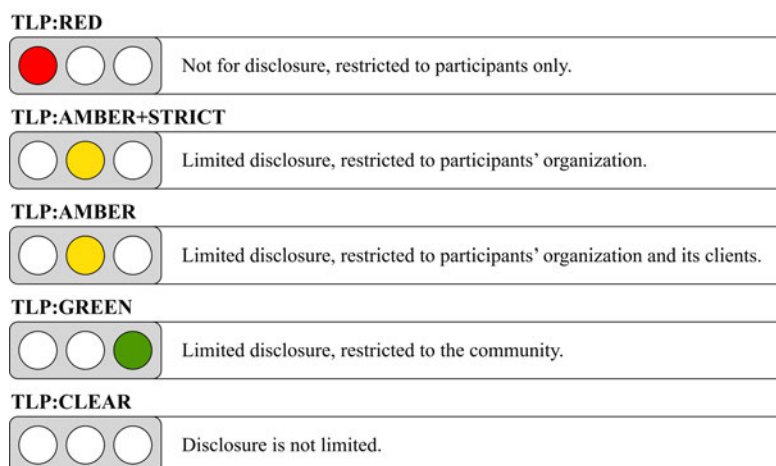 TLP:RED
Not for disclosure, restricted to participants only.
TLP:AMBER+STRICT
Limited disclosure, restricted to participants’ organization.
TLP:AMBER
Limited disclosure, restricted to participants’ organization and its clients.
TLP:GREEN
Limited disclosure, restricted to the community.
TLP:CLEAR
Disclosure is not limited.